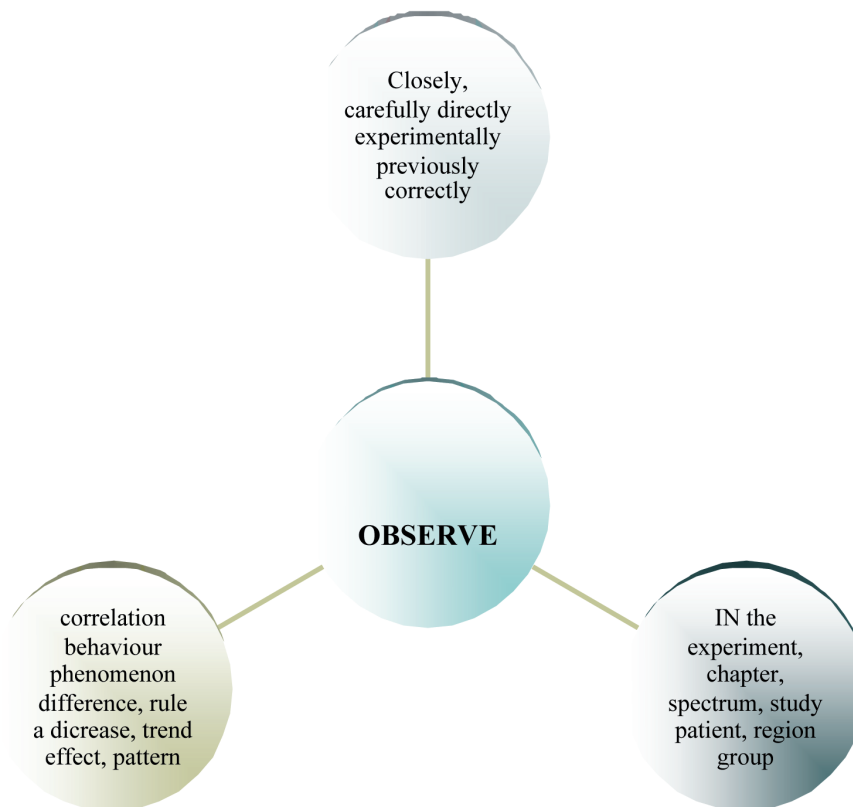 Closely,
carefully directly
experimentally
previously
correctly
OBSERVE
correlation
behaviour
phenomenon
difference, rule
a dicrease, trend
effect, pattern
IN the
experiment,
chapter,
spectrum, study
patient, region
group